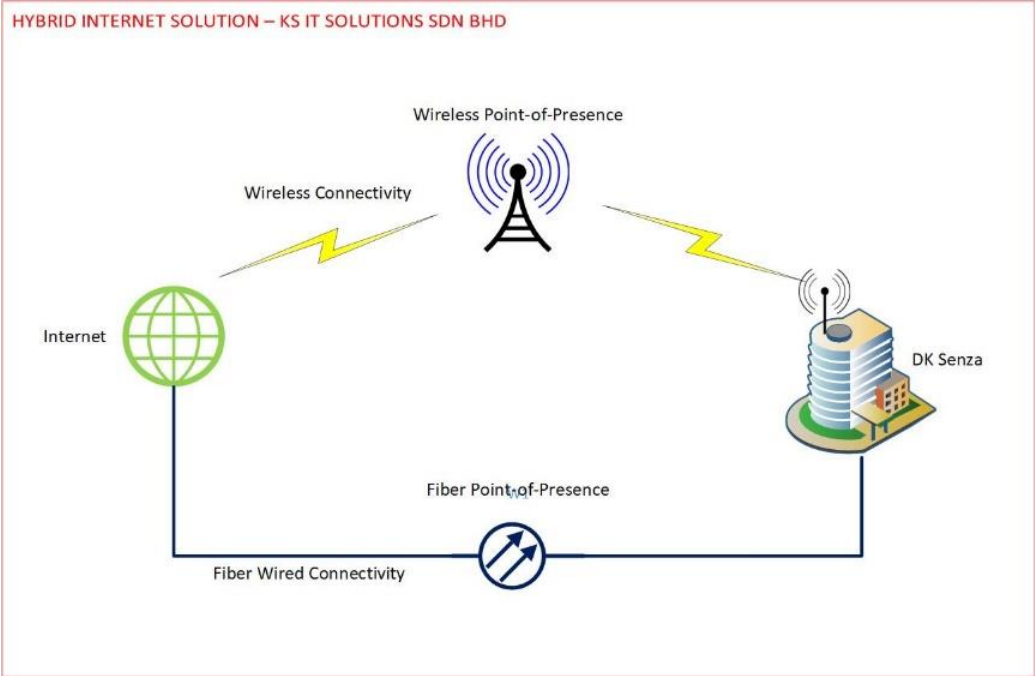 HYBRID INTERNET SOLUTION – KS IT SOLUTIONS SDN BHD
Wireless Point-of-Presence
Wireless Connectivity
Internet
DK Senza
Fiber Point-of-Presence
Fiber Wired Connectivity